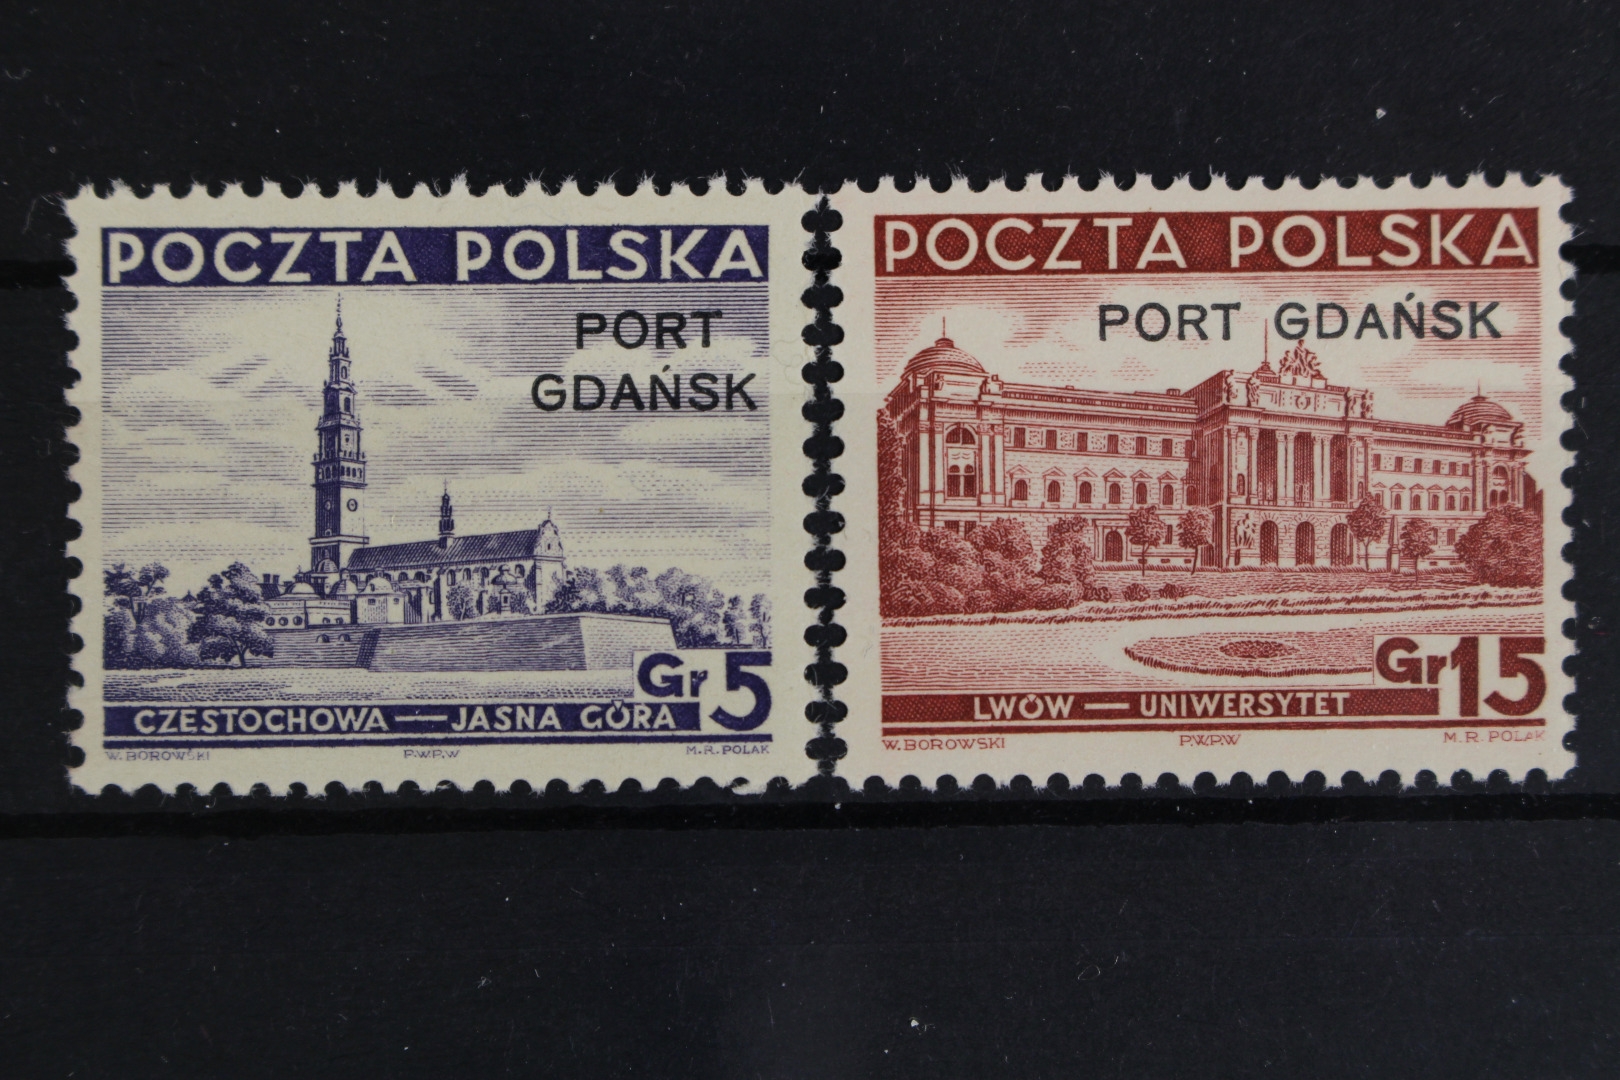 POCZTA POLSKA
PORT
GDAŃSK
Gr 5
CZĘSTOCHOWA — JASNA GÓRA
W. BOROWSKI P.W.P.W M.R. POLAK
POCZTA POLSKA
PORT GDAŃSK
Gr 15
LWÓW — UNIWERSYTET
W. BOROWSKI P.W.P.W M.R. POLAK